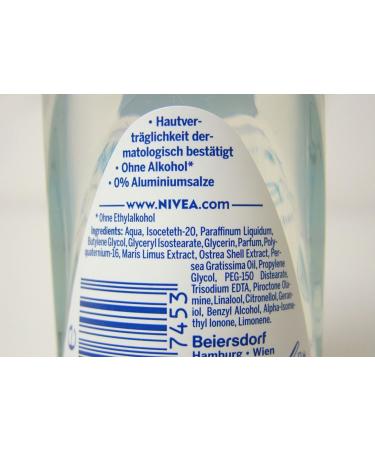 • Hautver-
träglichkeit der-
matologisch bestätigt
• Ohne Alkohol*
• 0% Aluminiumsalze
www.NIVEA.com
* Ohne Ethylalkohol
Ingredients: Aqua, Isoceteth-20, Paraffinum Liquidum,
Butylene Glycol, Glyceryl Isostearate, Glycerin, Parfum, Poly-
quaternium-16, Maris Limus Extract, Ostrea Shell Extract, Per-
sea Gratissima Oil, Propylene
Glycol, PEG-150 Distearate,
Trisodium EDTA, Piroctone Ola-
mine, Linalool, Citronellol, Gerani-
ol, Benzyl Alcohol, Alpha-Isome-
thyl Ionone, Limonene.
7453
Beiersdorf
Hamburg • Wien